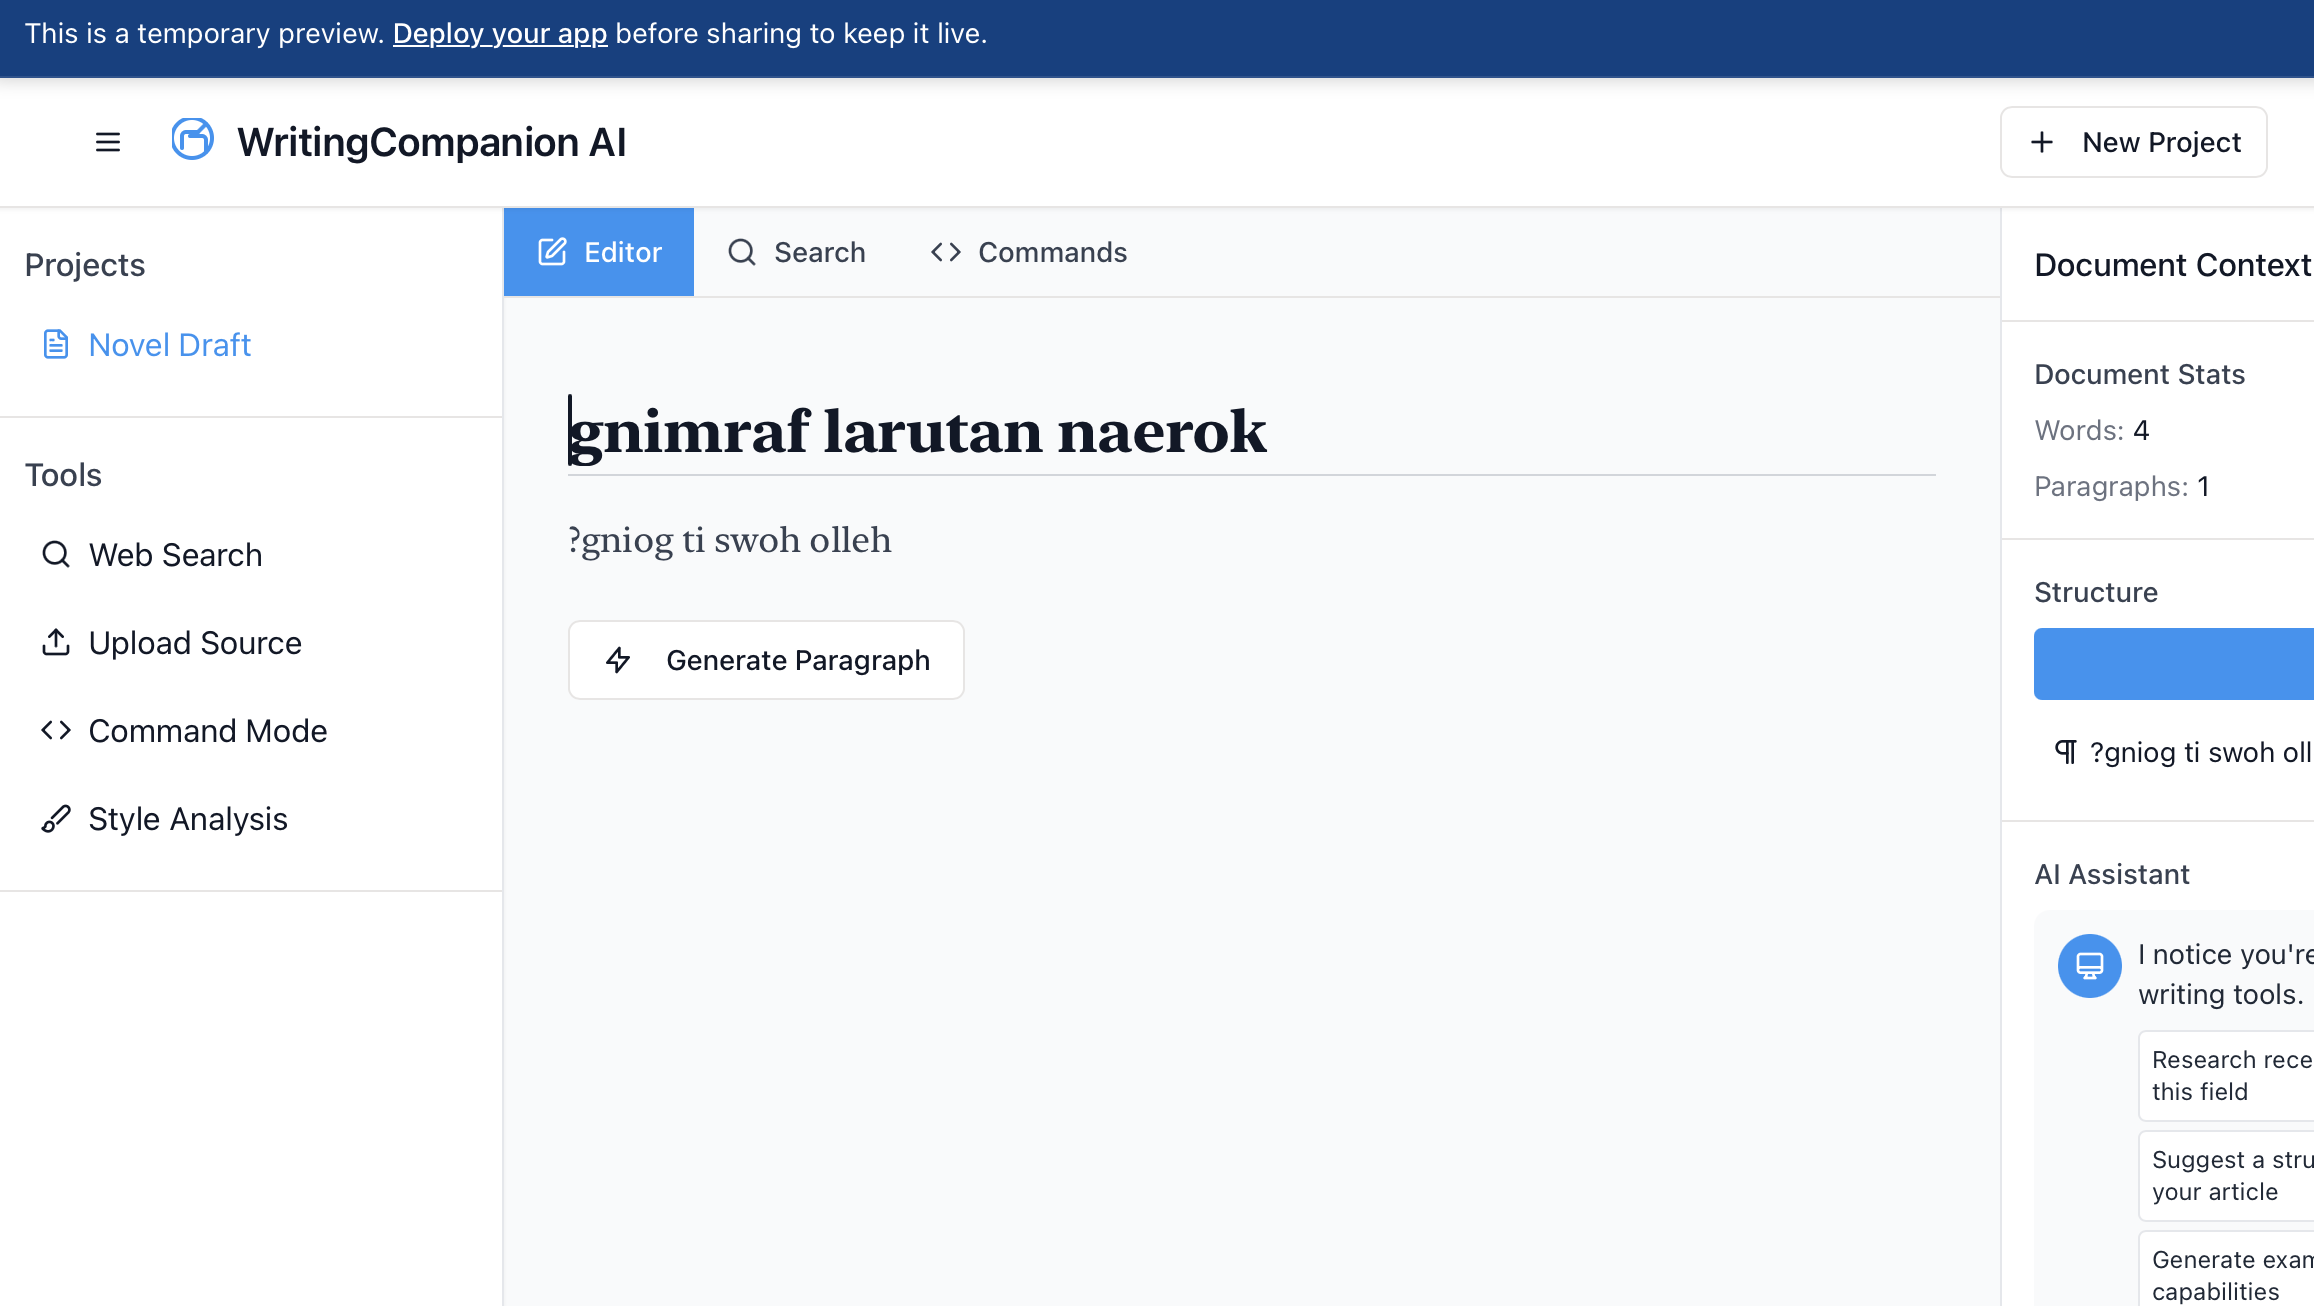 This is a temporary preview. Deploy your app before sharing to keep it live.
WritingCompanion AI
New Project
Projects
Novel Draft
Tools
Web Search
Upload Source
Command Mode
Style Analysis
Editor
Search
Commands
gnimraf larutan naerok
?gniog ti swoh olleh
Generate Paragraph
Document Context
Document Stats
Words: 4
Paragraphs: 1
Structure
¶ ?gniog ti swoh oll
AI Assistant
I notice you're
writing tools.
Research rece
this field
Suggest a stru
your article
Generate exam
capabilities